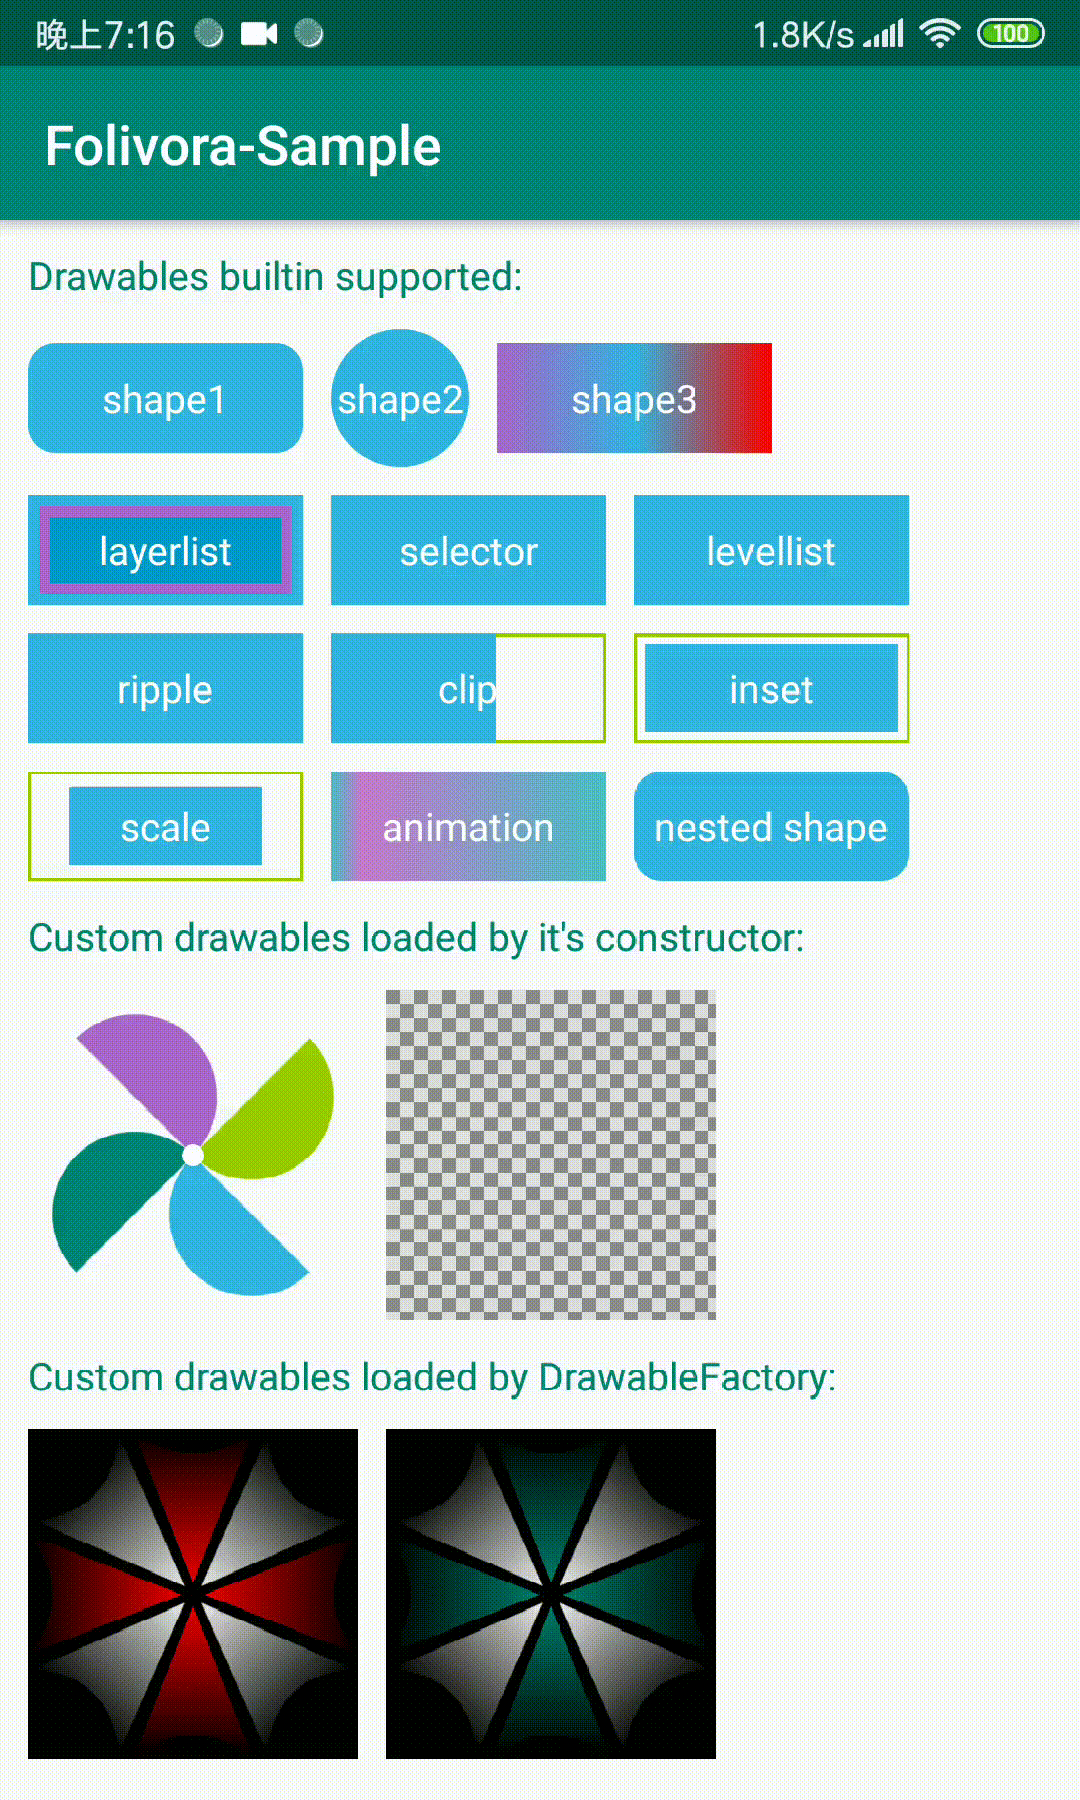 晚上7:16 1.8K/s 100
Folivora-Sample
Drawables builtin supported:
shape1 shape2 shape3
layerlist selector levellist
ripple clip inset
scale animation nested shape
Custom drawables loaded by it's constructor:
Custom drawables loaded by DrawableFactory: